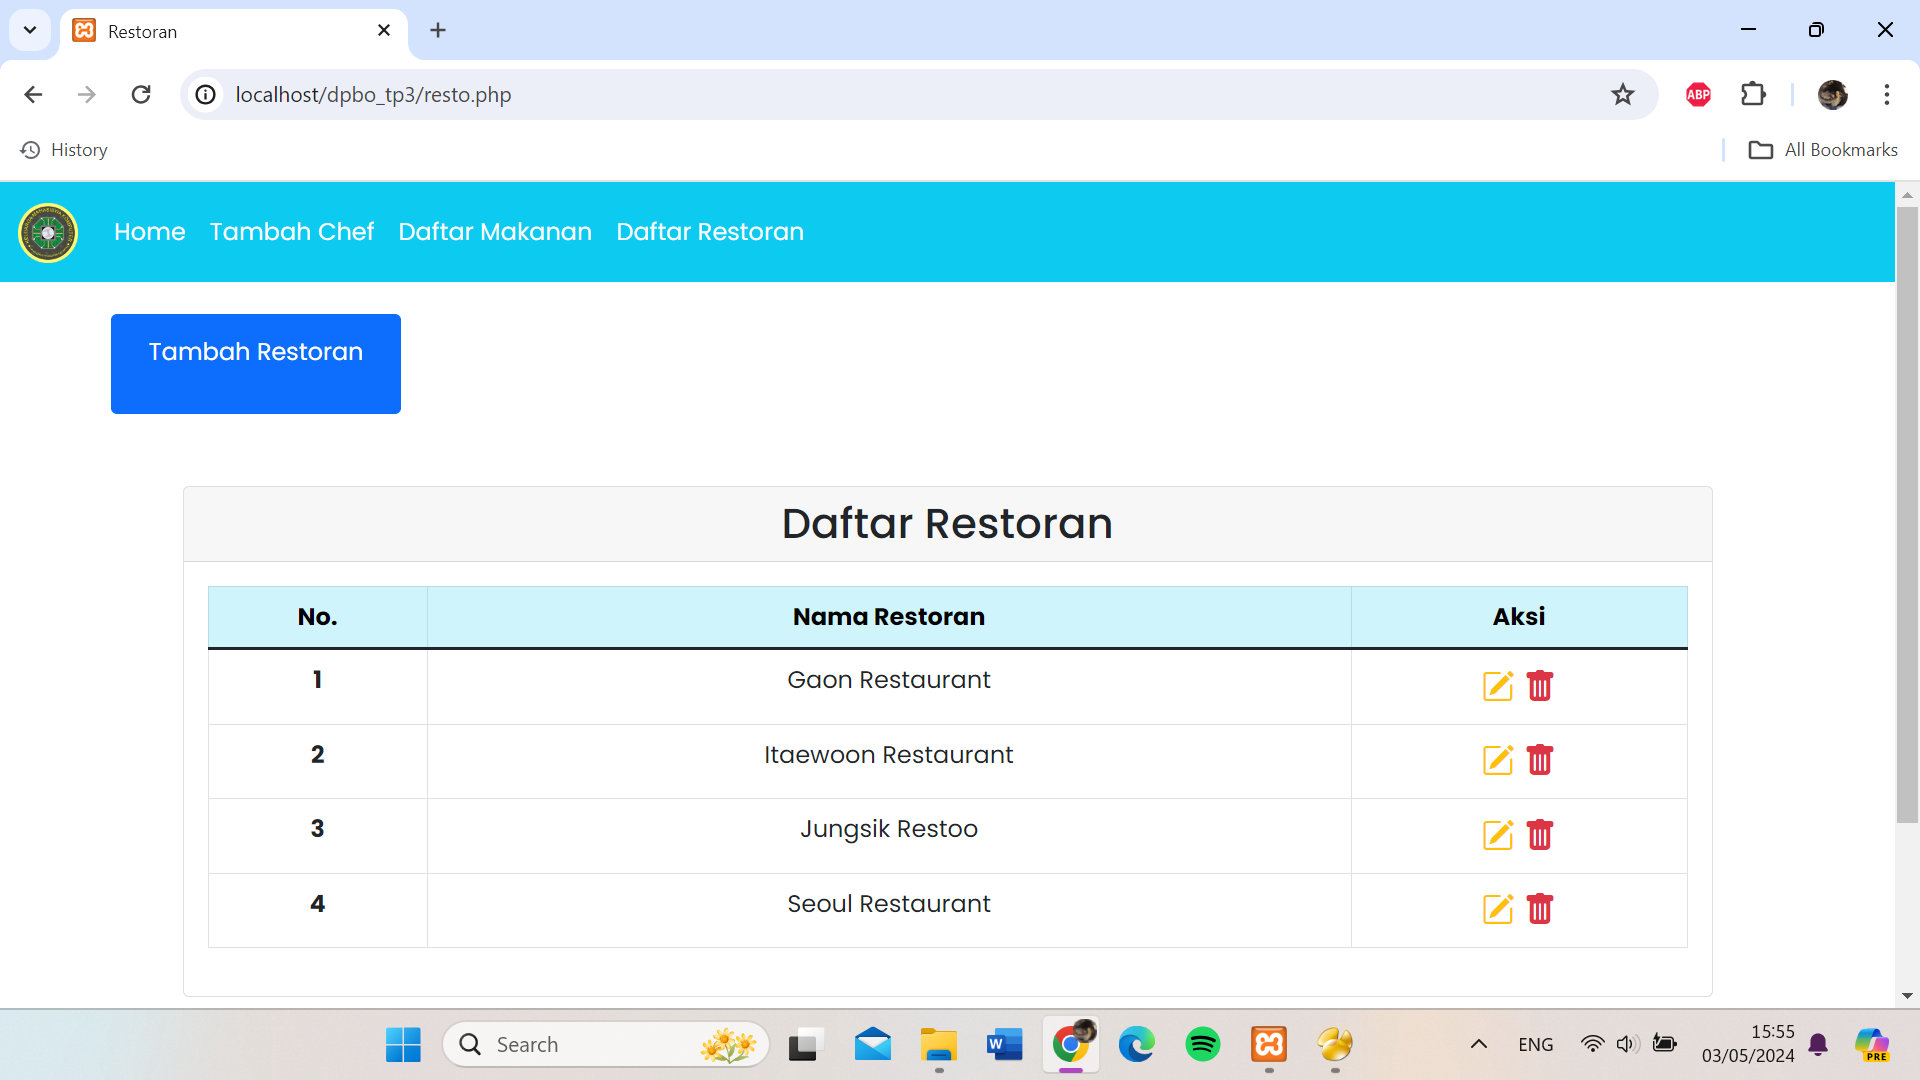 Restoran
localhost/dpbo_tp3/resto.php
ABP
History
All Bookmarks
Home Tambah Chef Daftar Makanan Daftar Restoran
Tambah Restoran
Daftar Restoran
No. Nama Restoran Aksi
1 Gaon Restaurant
2 Itaewoon Restaurant
3 Jungsik Restoo
4 Seoul Restaurant
Search
W
ENG
15:55
03/05/2024
PRE